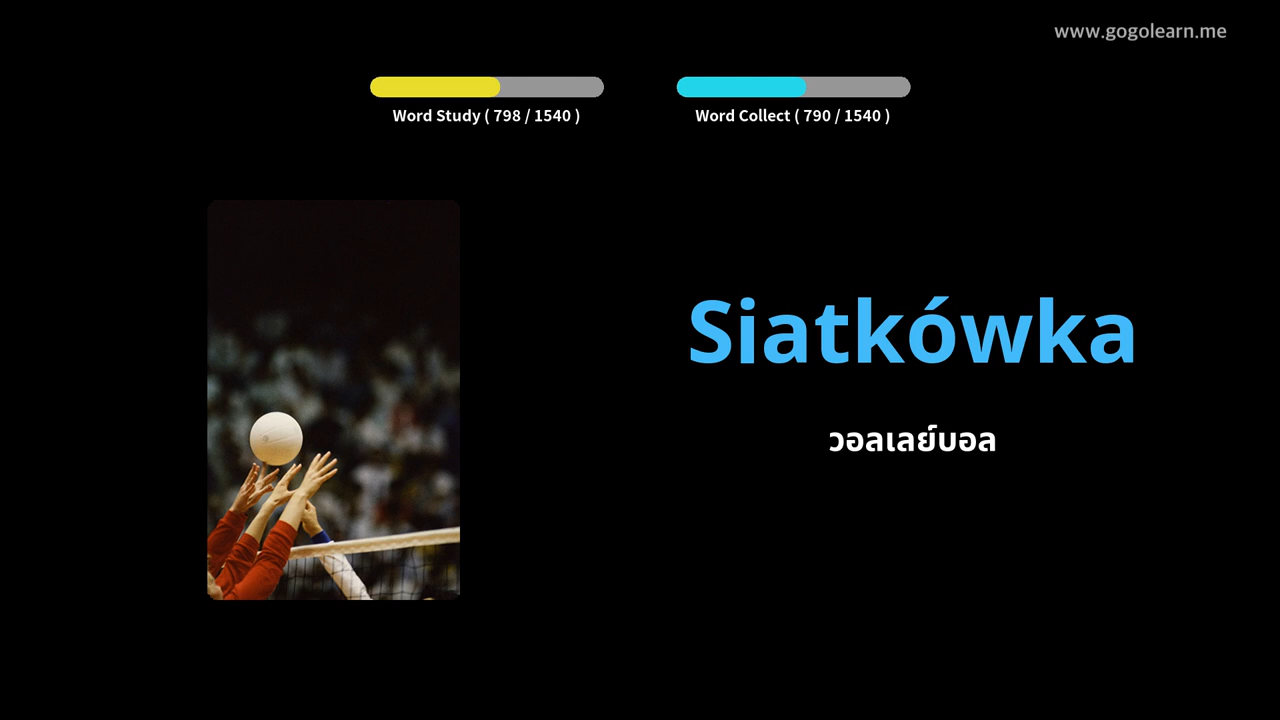 www.gogolearn.me
Word Study ( 798 / 1540 )
Word Collect ( 790 / 1540 )
Siatkówka
วอลเลย์บอล